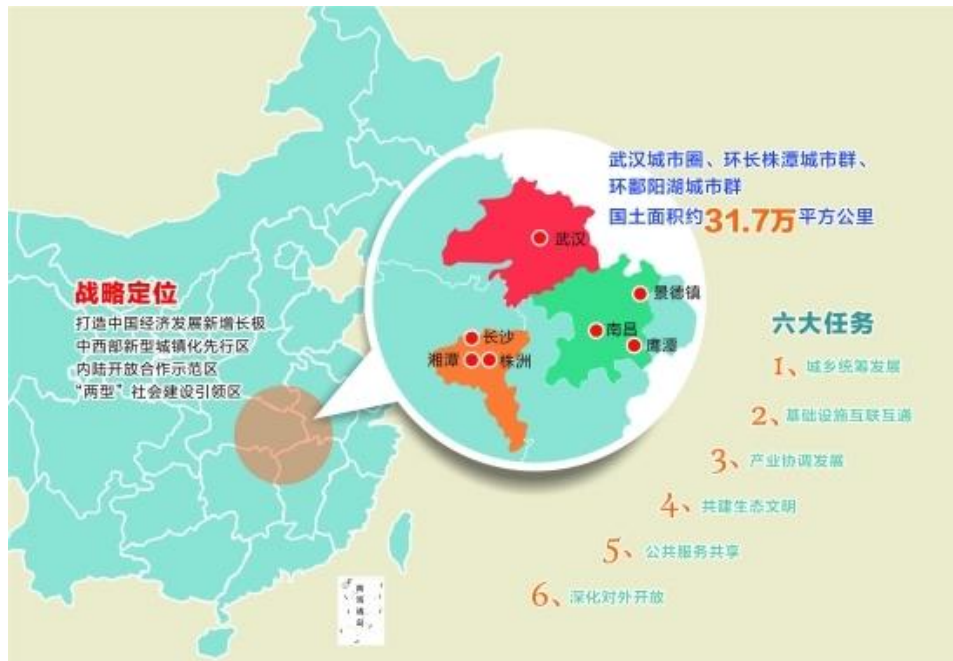 武汉城市圈、环长株潭城市群、
环鄱阳湖城市群
国土面积约31.7万平方公里
武汉
景德镇
南昌
鹰潭
长沙
湘潭
株洲
战略定位
打造中国经济发展新增长极
中西部新型城镇化先行区
内陆开放合作示范区
“两型”社会建设引领区
六大任务
1、城乡统筹发展
2、基础设施互联互通
3、产业协调发展
4、共建生态文明
5、公共服务共享
6、深化对外开放
南海诸岛